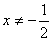 x ≠ -1/2